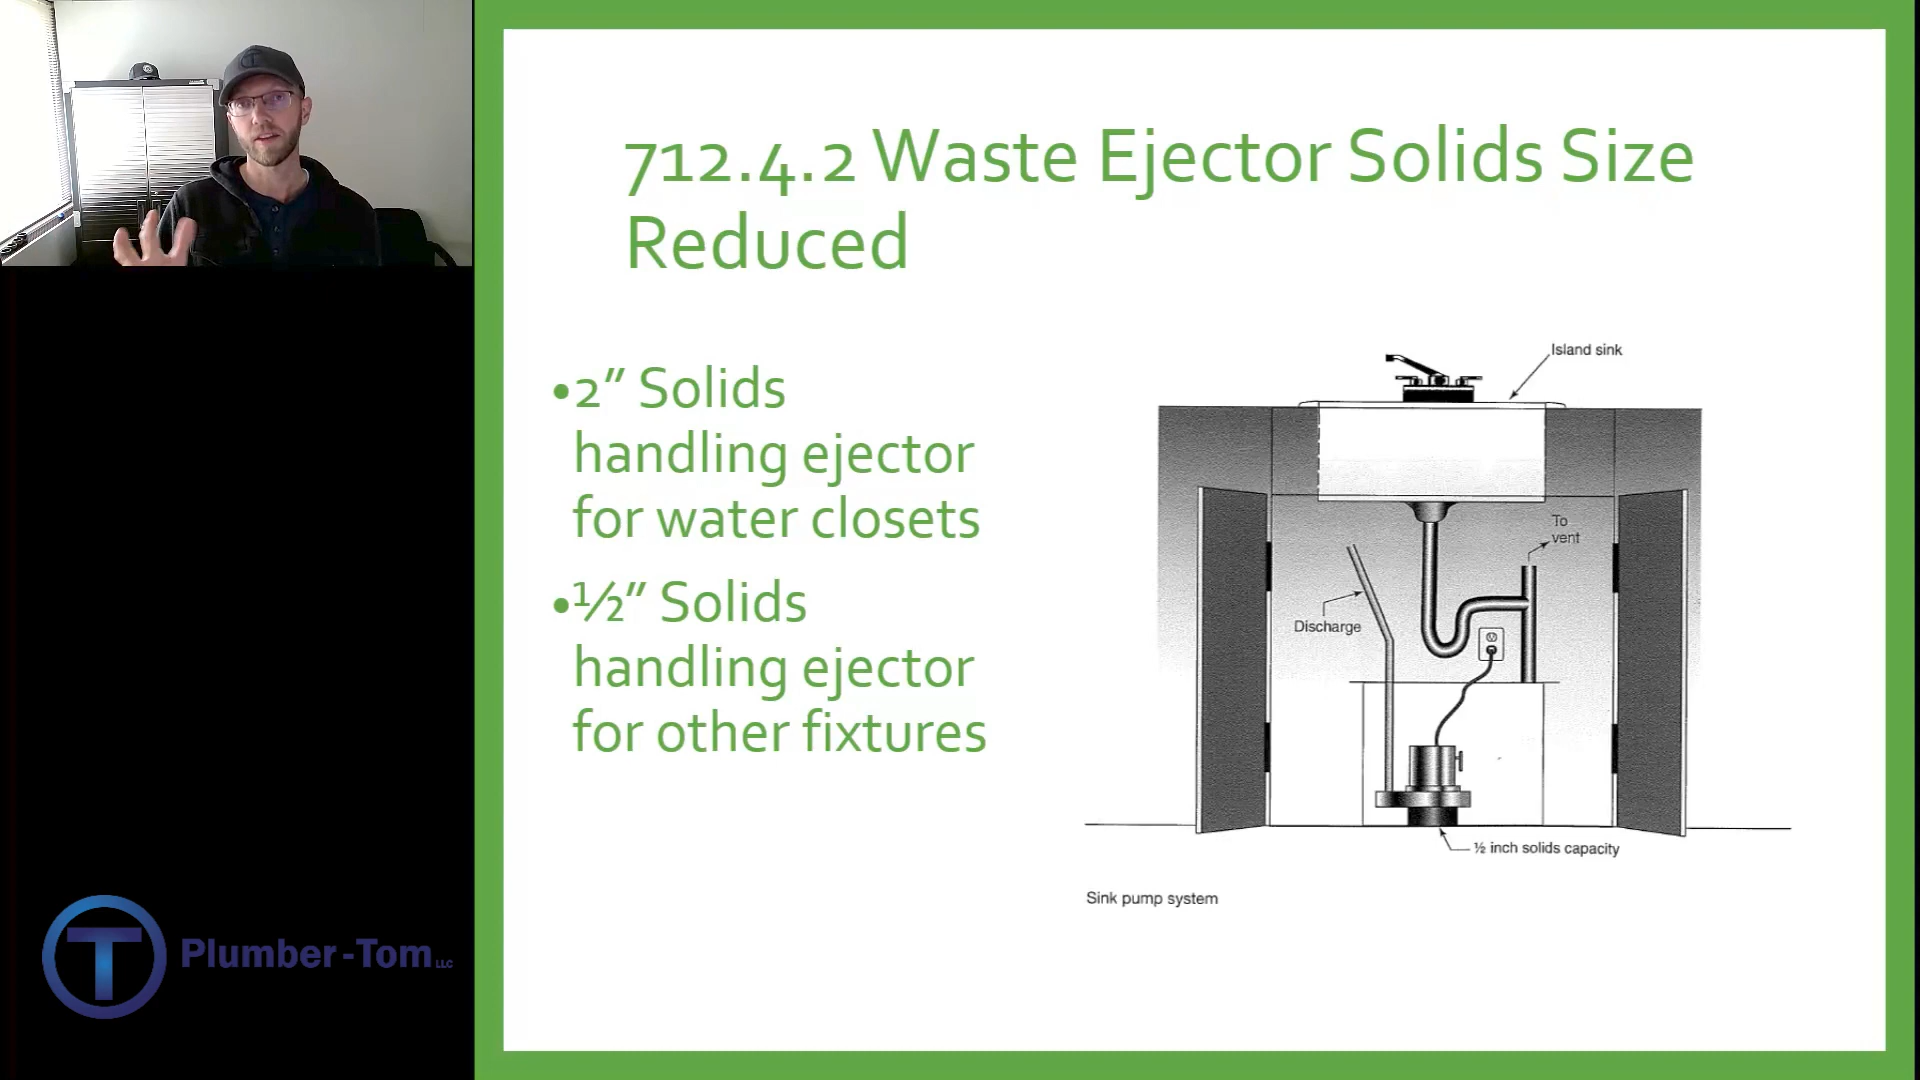 712.4.2 Waste Ejector Solids Size
Reduced
•2” Solids
handling ejector
for water closets
•½” Solids
handling ejector
for other fixtures
Island sink
To
vent
Discharge
½ inch solids capacity
Sink pump system
T
Plumber-Tom LLC